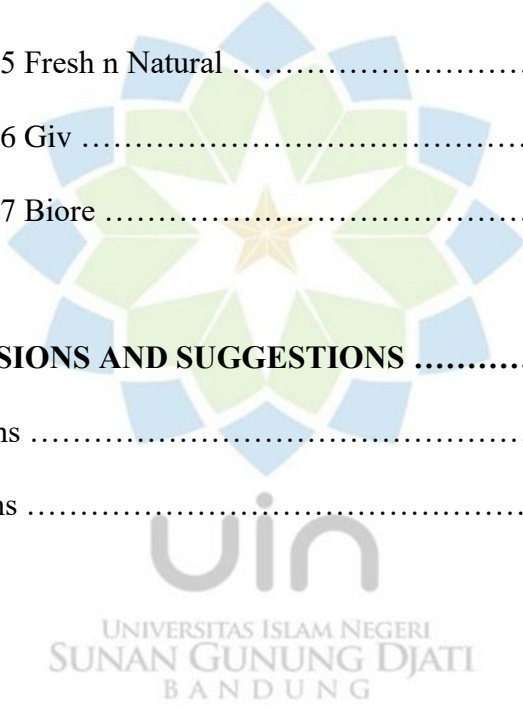 5 Fresh n Natural ……………………………
6 Giv …………………………………………
7 Biore ………………………………………
SIONS AND SUGGESTIONS …………
ns ……………………………………………
ns ……………………………………………
uin
UNIVERSITAS ISLAM NEGERI
SUNAN GUNUNG DJATI
BANDUNG